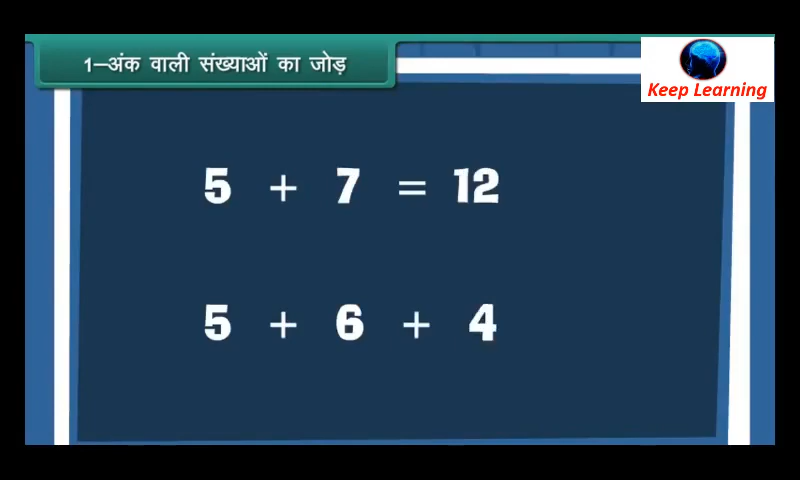 1–अंक वाली संख्याओं का जोड़
Keep Learning
5 + 7 = 12
5 + 6 + 4